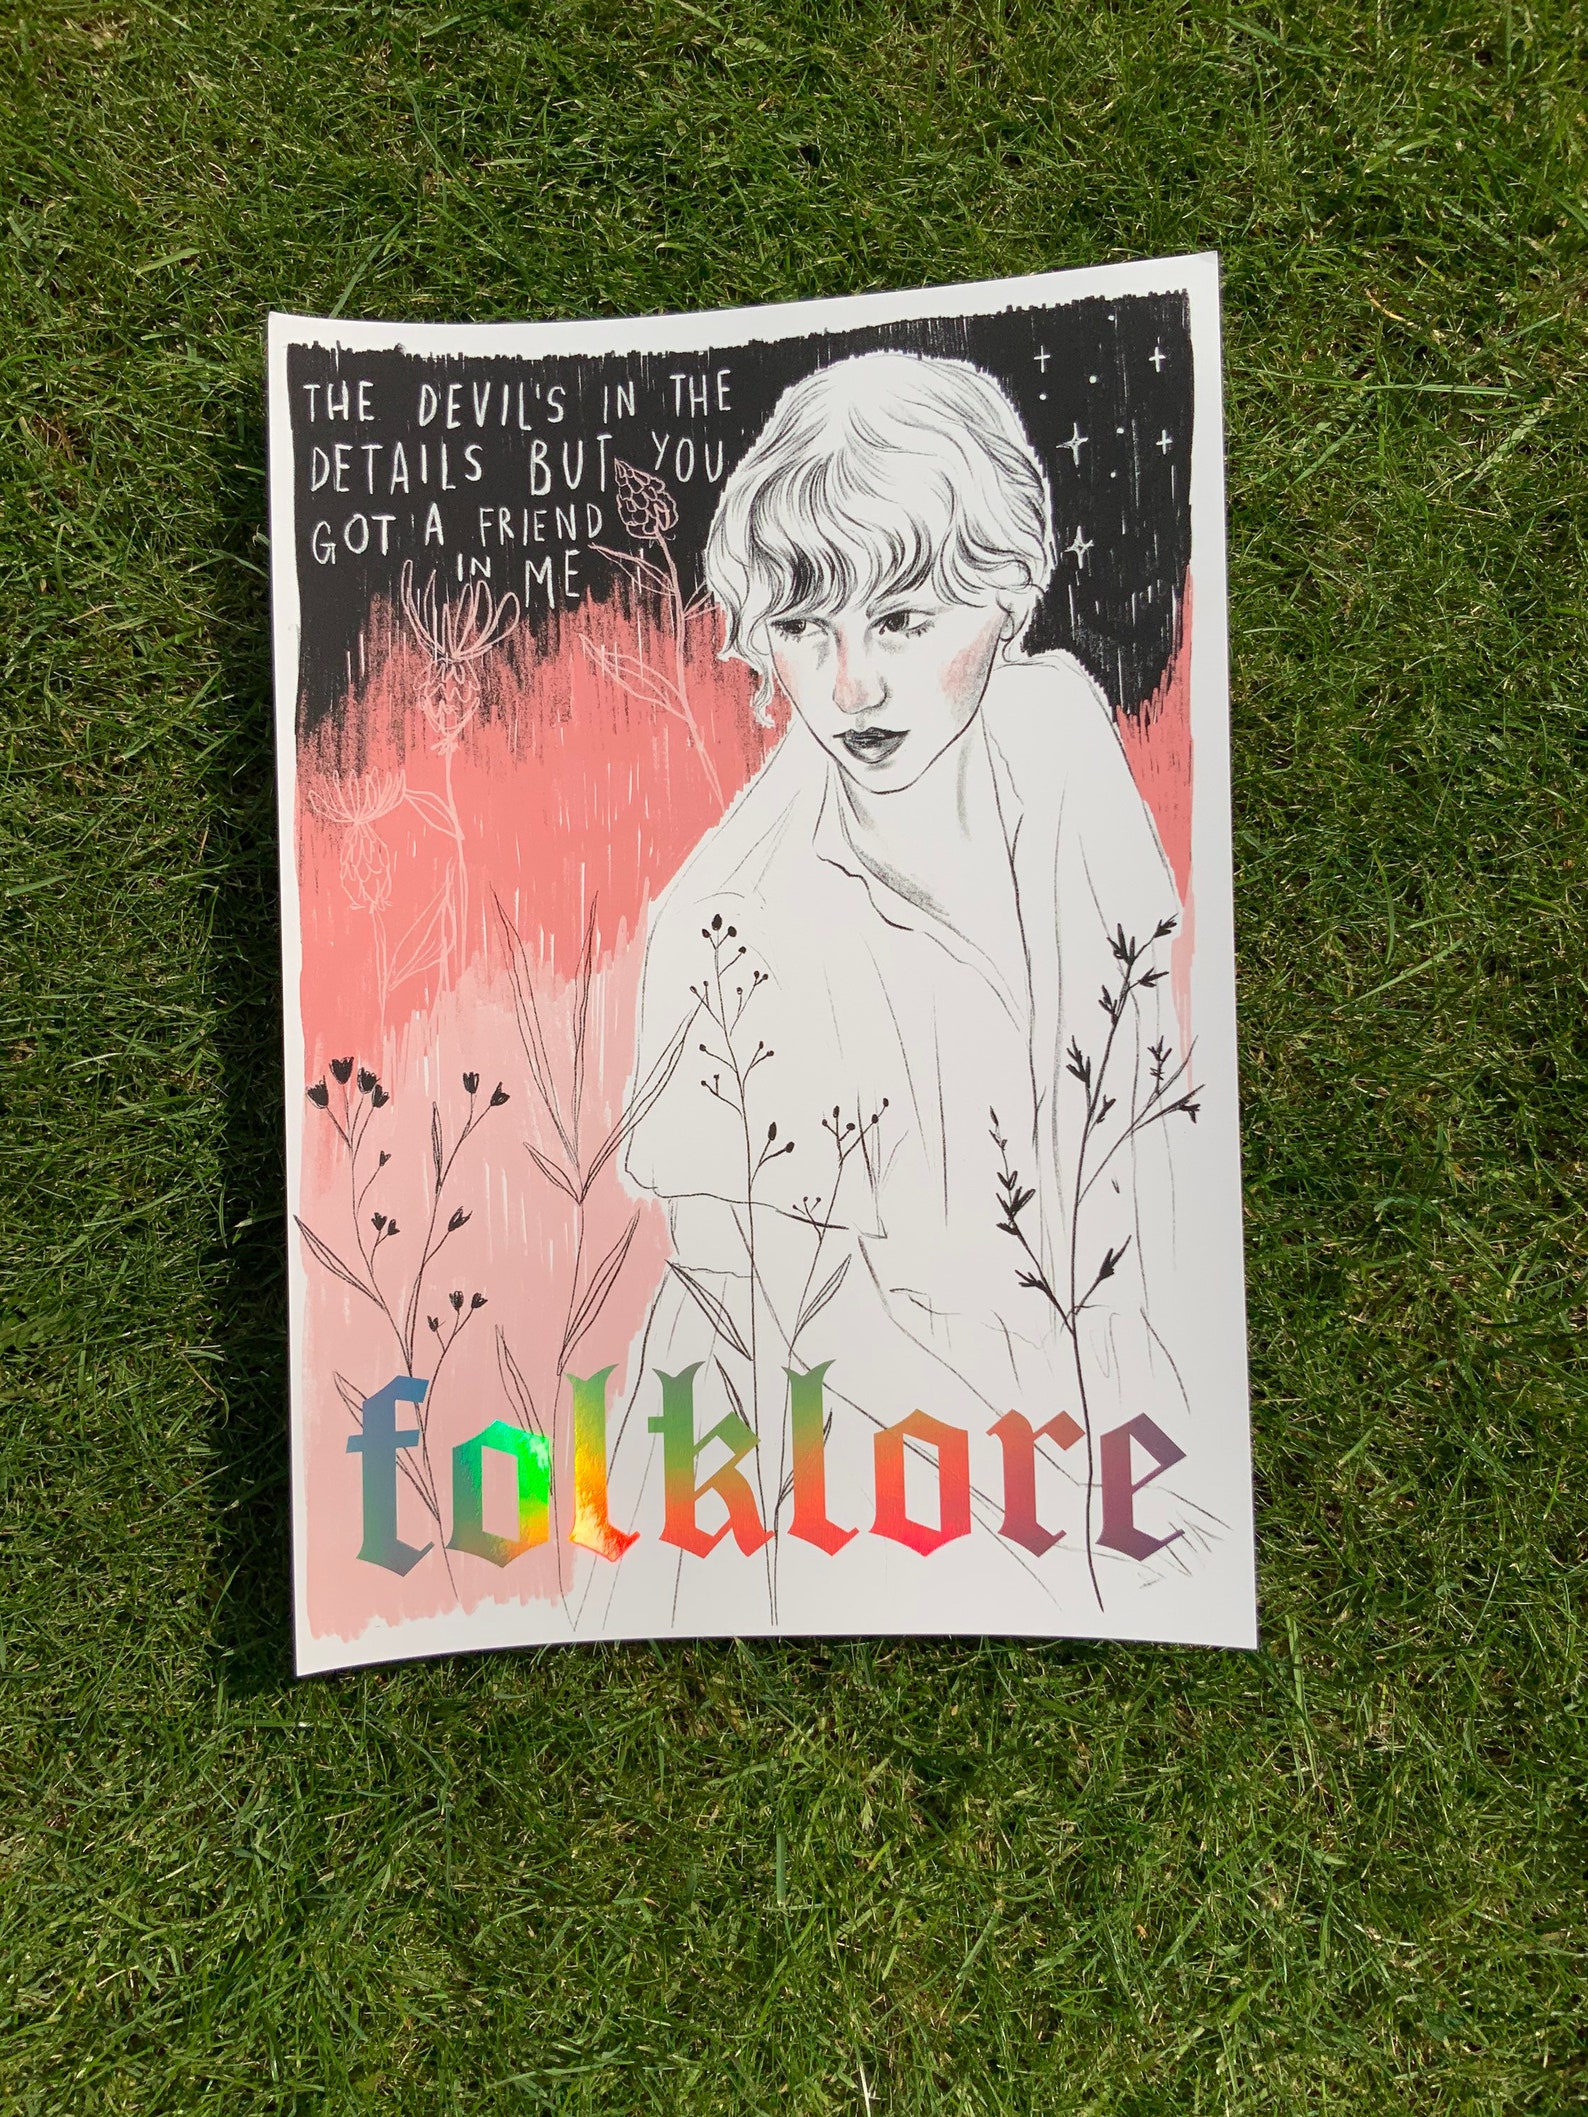 THE DEVIL'S IN THE
DETAILS BUT YOU
GOT A FRIEND
IN ME
folklore